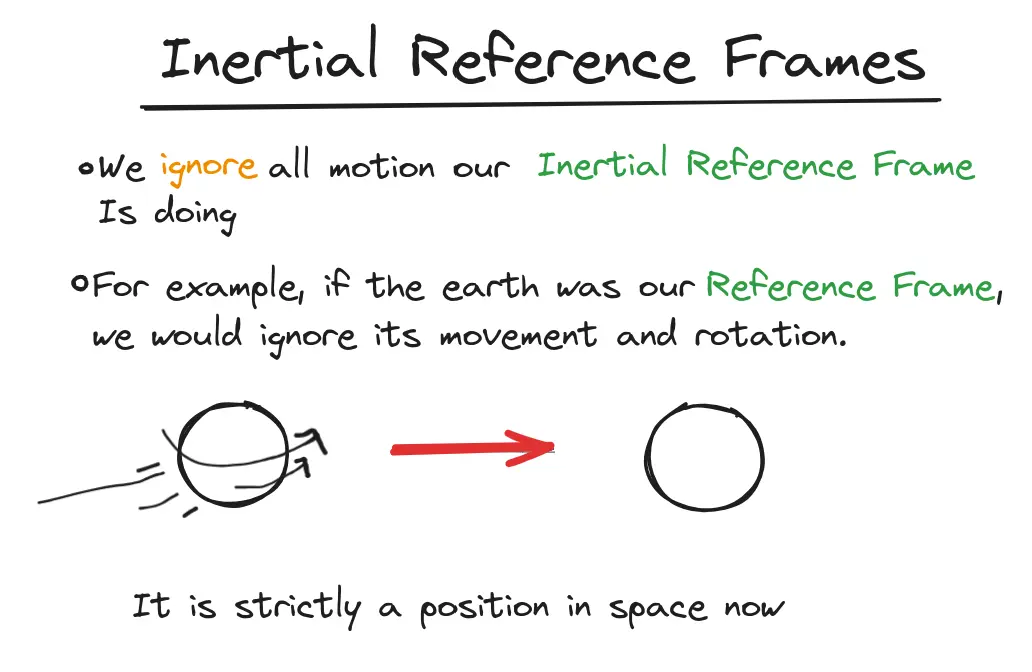 Inertial Reference Frames
•We ignore all motion our Inertial Reference Frame
Is doing
•For example, if the earth was our Reference Frame,
we would ignore its movement and rotation.
It is strictly a position in space now